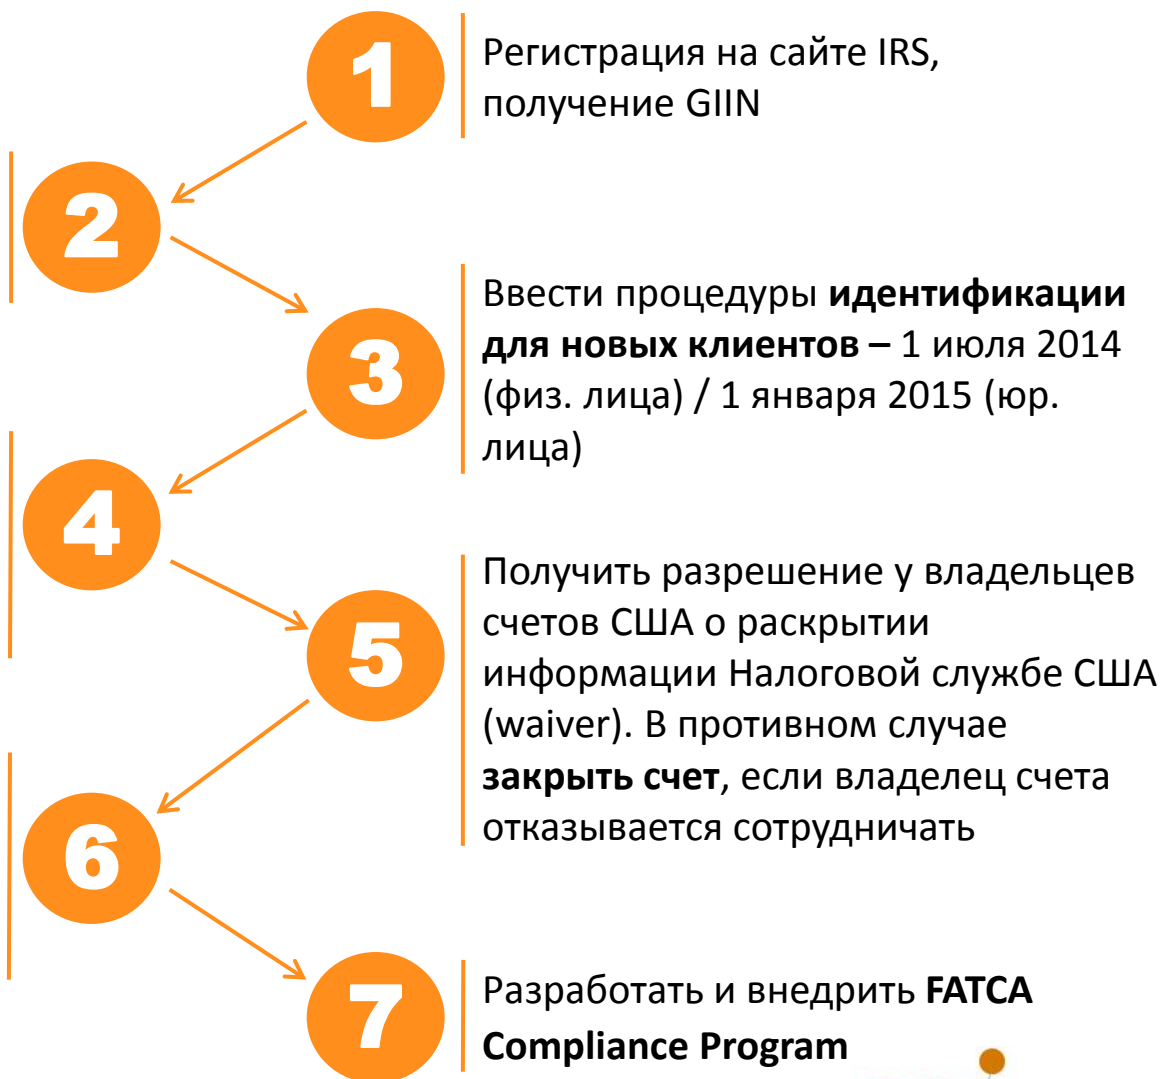 1
Регистрация на сайте IRS,
получение GIIN
2
3
Ввести процедуры идентификации
для новых клиентов – 1 июля 2014
(физ. лица) / 1 января 2015 (юр.
лица)
4
5
Получить разрешение у владельцев
счетов США о раскрытии
информации Налоговой службе США
(waiver). В противном случае
закрыть счет, если владелец счета
отказывается сотрудничать
6
7
Разработать и внедрить FATCA
Compliance Program